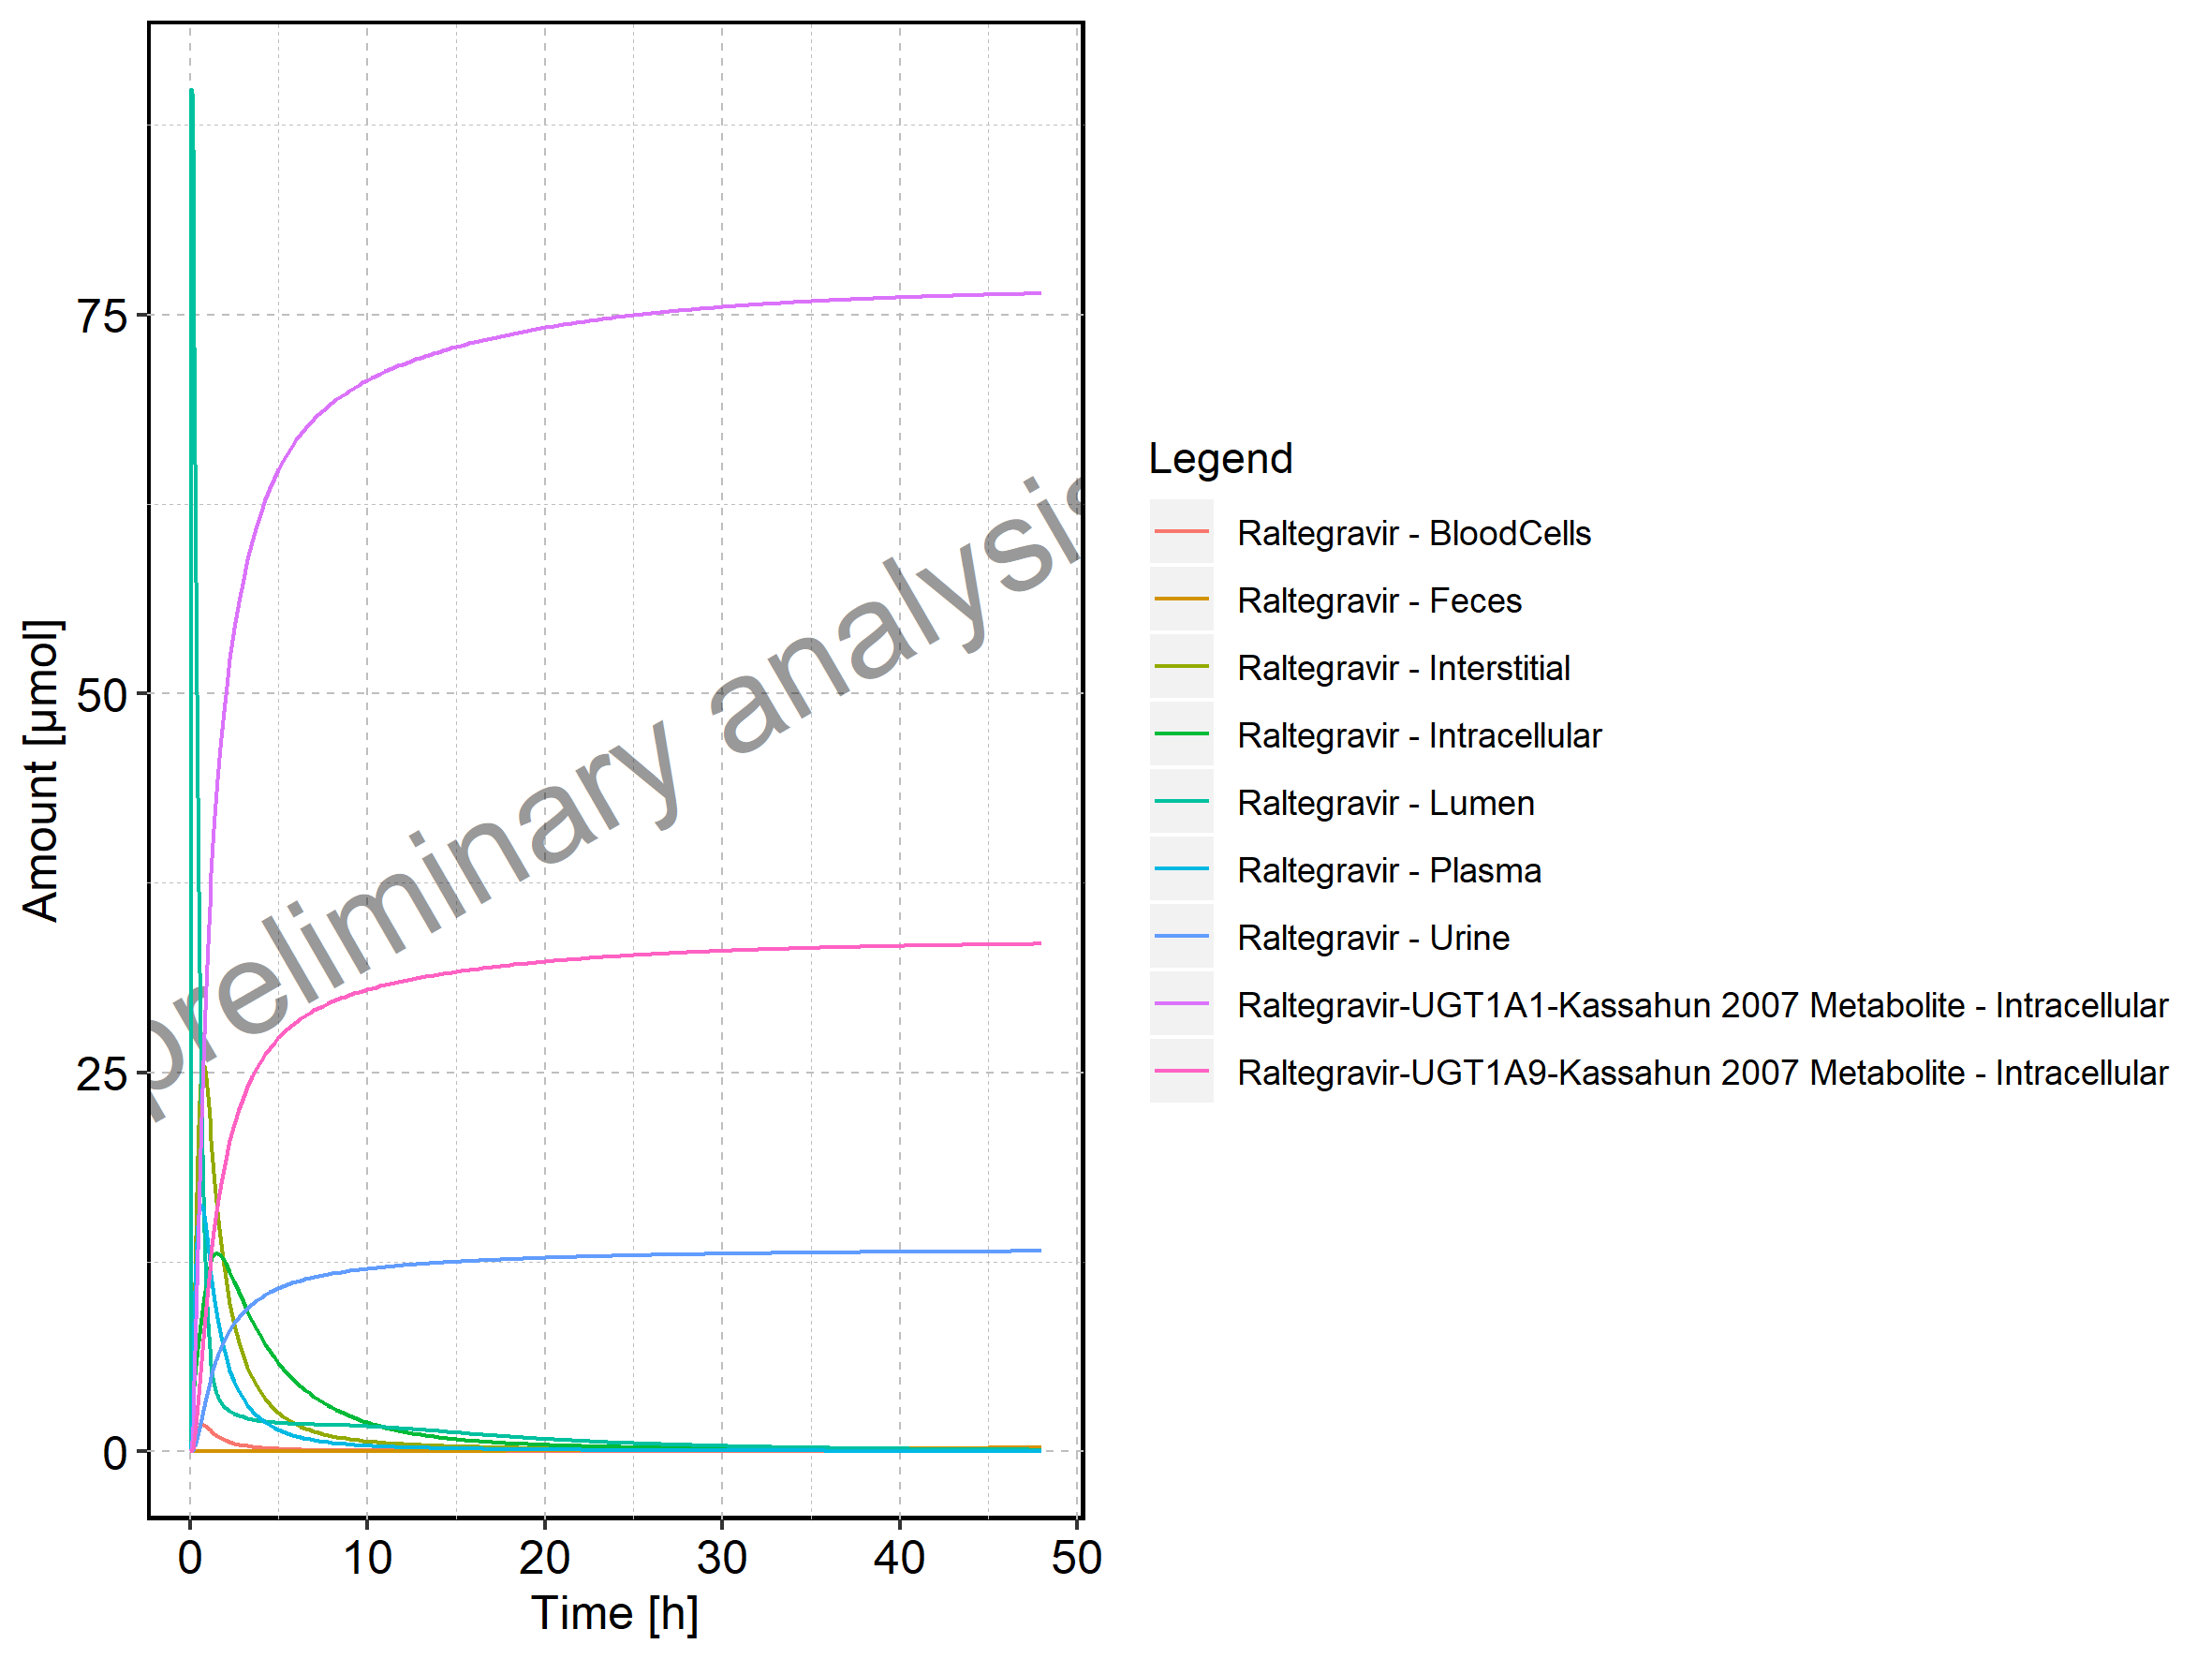 75
50
25
0
0 10 20 30 40 50
Time [h]
Amount [µmol]
preliminary analysis
Legend
Raltegravir - BloodCells
Raltegravir - Feces
Raltegravir - Interstitial
Raltegravir - Intracellular
Raltegravir - Lumen
Raltegravir - Plasma
Raltegravir - Urine
Raltegravir-UGT1A1-Kassahun 2007 Metabolite - Intracellular
Raltegravir-UGT1A9-Kassahun 2007 Metabolite - Intracellular